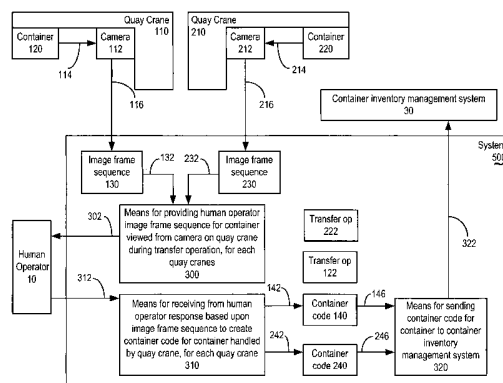 Quay Crane
110
Quay Crane
210
Container
120
Camera
112
Camera
212
Container
220
114
214
116
216
Container inventory management system
30
System
500
Image frame
sequence
130
132
232
Image frame
sequence
230
302
Means for providing human operator
image frame sequence for container
viewed from camera on quay crane
during transfer operation, for each
quay cranes
300
Transfer op
222
322
Human
Operator
10
Transfer op
122
312
Means for receiving from human
operator response based upon
image frame sequence to create
container code for container handled
by quay crane, for each quay crane
310
142
Container
code 140
146
242
Container
code 240
246
Means for sending
container code for
container to container
inventory
management system
320